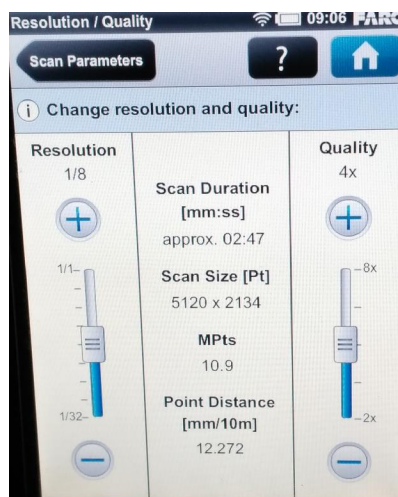 Resolution / Quality 09:06 FARO
Scan Parameters ?
i Change resolution and quality:
Resolution
1/8
+
1/1
1/32
−
Scan Duration
[mm:ss]
approx. 02:47
Scan Size [Pt]
5120 x 2134
MPts
10.9
Point Distance
[mm/10m]
12.272
Quality
4x
+
8x
2x
−